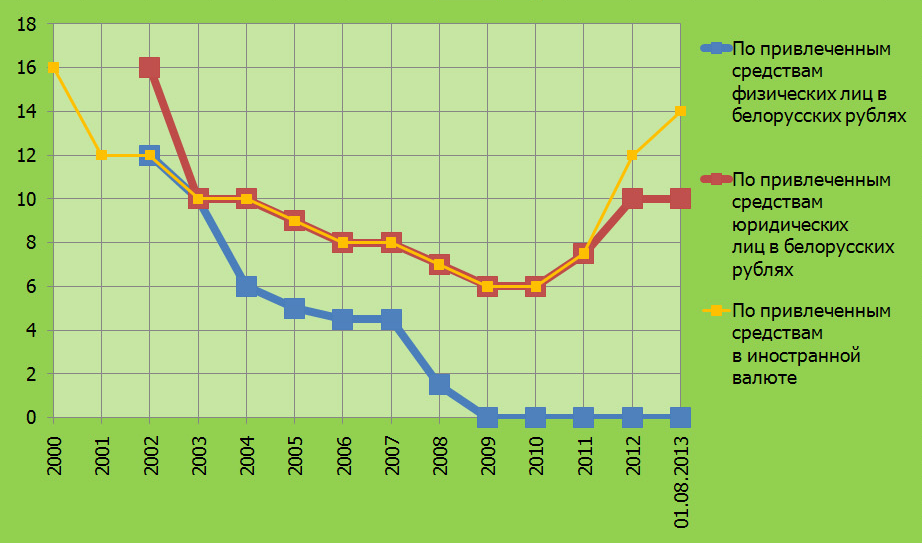 18
16
14
12
10
8
6
4
2
0
2000
2001
2002
2003
2004
2005
2006
2007
2008
2009
2010
2011
2012
01.08.2013
По привлеченным
средствам
физических лиц в
белорусских рублях
По привлеченным
средствам
юридических
лиц в белорусских
рублях
По привлеченным
средствам
в иностранной
валюте